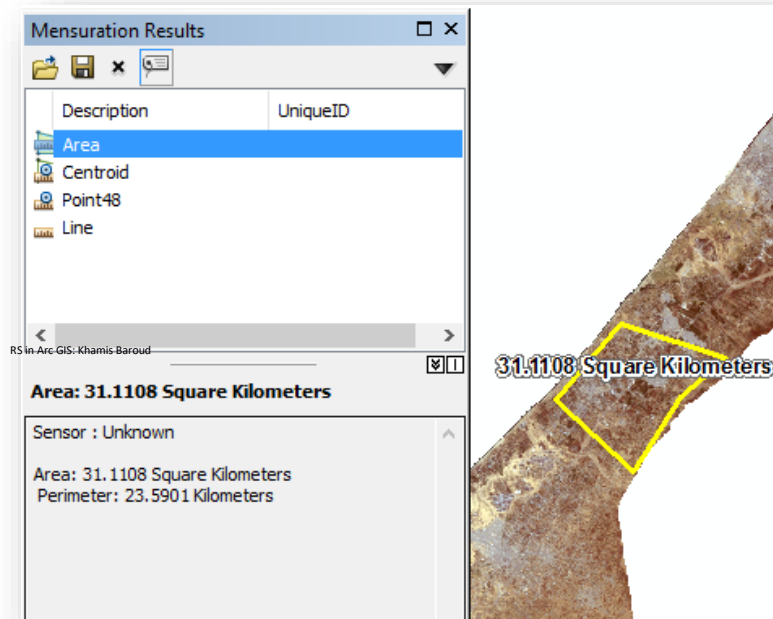 Mensuration Results
Description UniqueID
Area
Centroid
Point48
Line
RS in Arc GIS: Khamis Baroud
Area: 31.1108 Square Kilometers
Sensor : Unknown
Area: 31.1108 Square Kilometers
Perimeter: 23.5901 Kilometers
31.1108 Square Kilometers